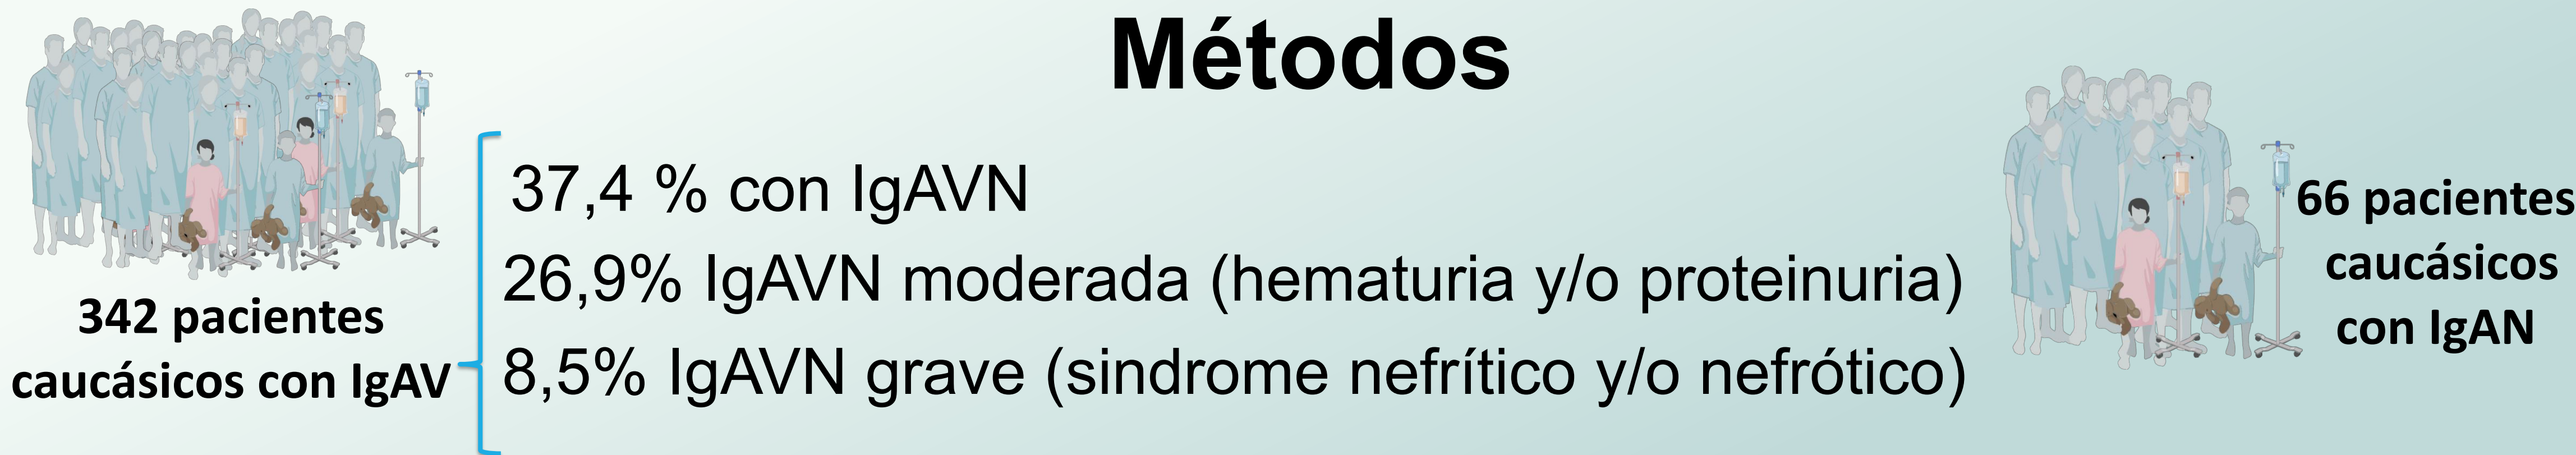 Métodos
342 pacientes
caucásicos con IgAV
37,4 % con IgAVN
26,9% IgAVN moderada (hematuria y/o proteinuria)
8,5% IgAVN grave (sindrome nefrítico y/o nefrótico)
66 pacientes
caucásicos
con IgAN